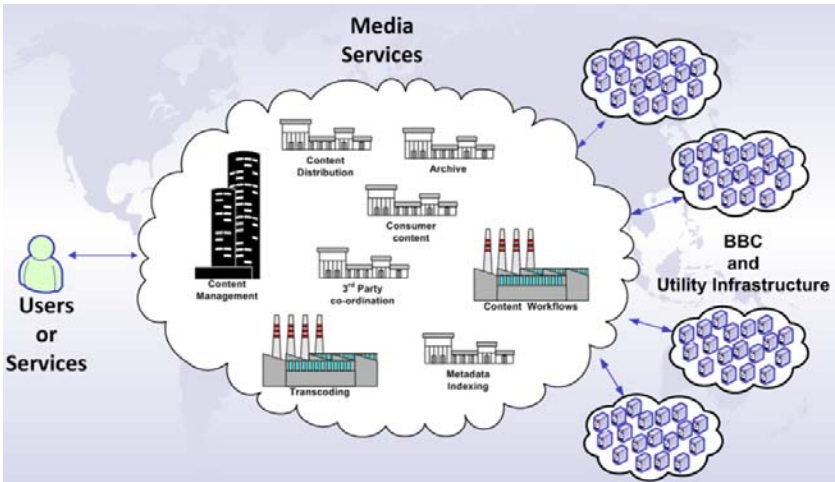 Media
Services
Content
Distribution
Archive
Consumer
content
Content
Management
3rd Party
co-ordination
Content Workflows
Transcoding
Metadata
Indexing
Users
or
Services
BBC
and
Utility Infrastructure